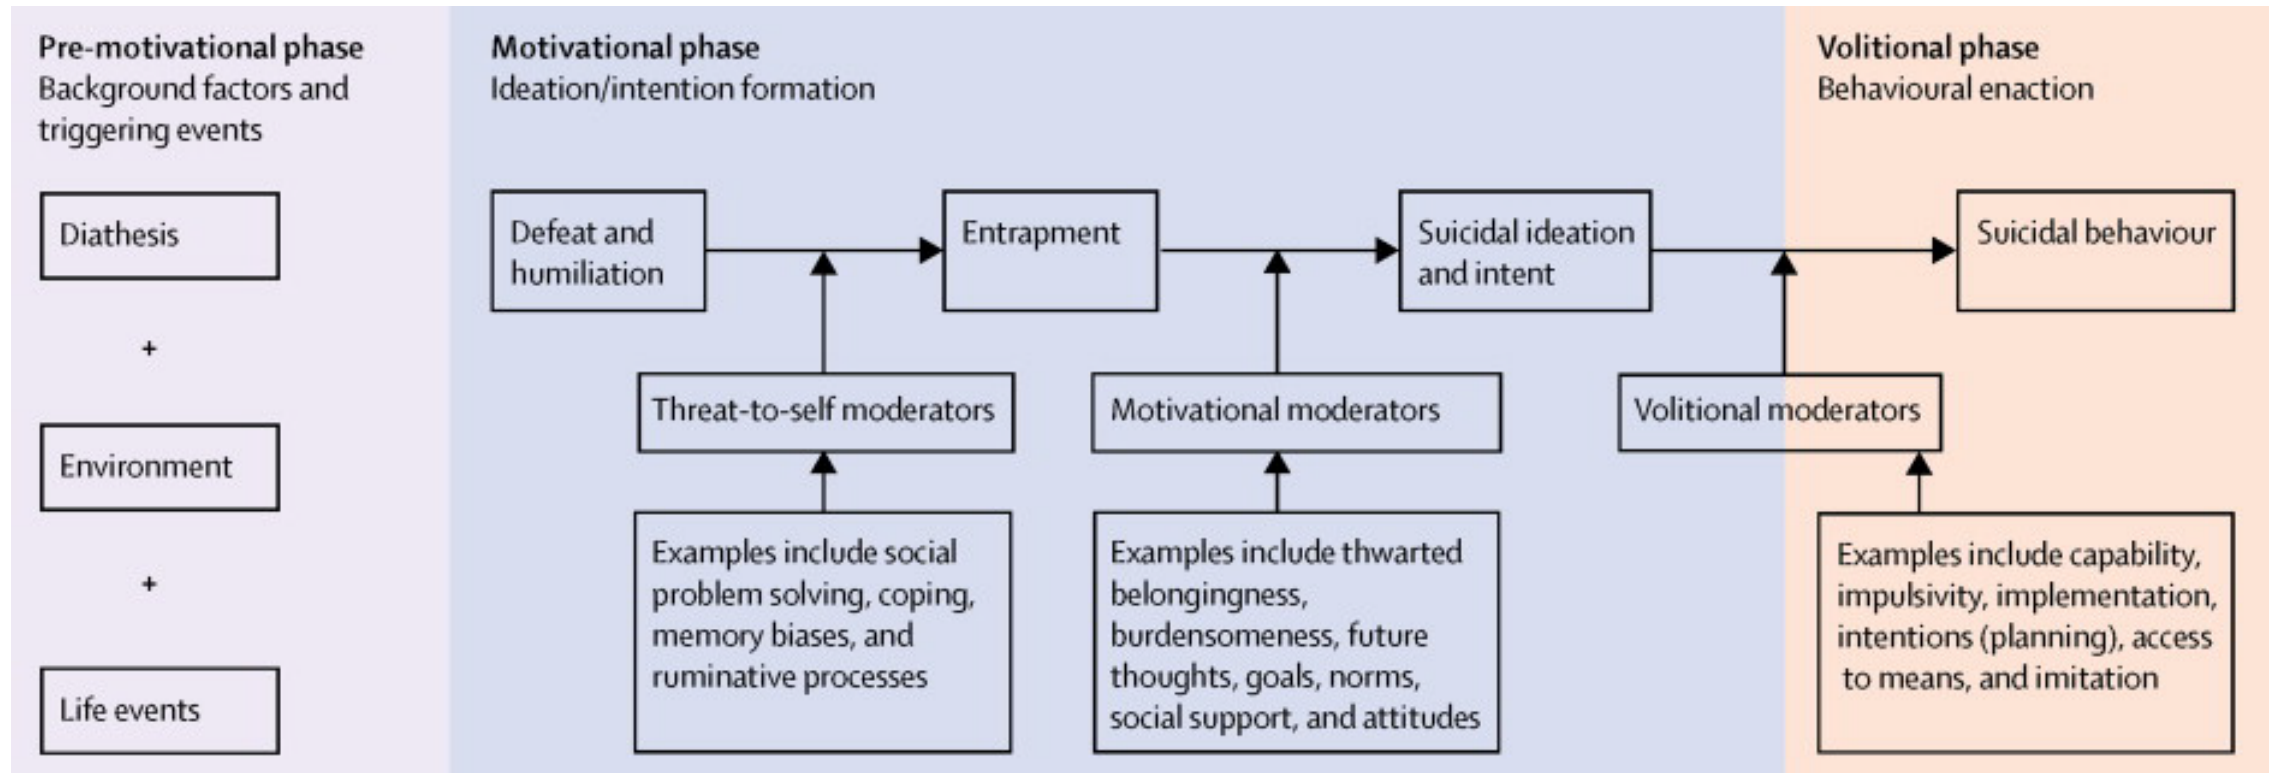 Pre-motivational phase
Background factors and
triggering events
Diathesis
+
Environment
+
Life events
Motivational phase
Ideation/intention formation
Defeat and
humiliation
Entrapment
Suicidal ideation
and intent
Threat-to-self moderators
Motivational moderators
Examples include social
problem solving, coping,
memory biases, and
ruminative processes
Examples include thwarted
belongingness,
burdensomeness, future
thoughts, goals, norms,
social support, and attitudes
Volitional phase
Behavioural enaction
Suicidal behaviour
Volitional moderators
Examples include capability,
impulsivity, implementation,
intentions (planning), access
to means, and imitation